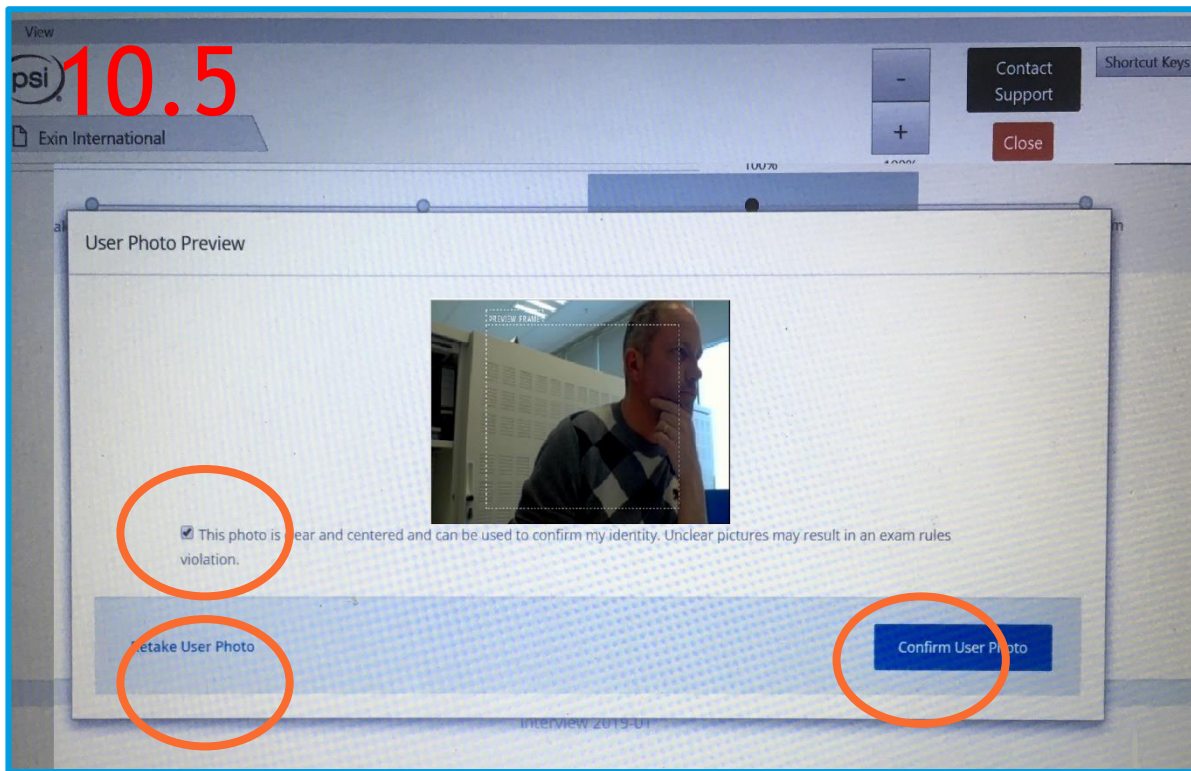 View
psi
10.5
- 
Contact
Support
Shortcut Keys
+
Exin International
Close
100%
100%
User Photo Preview
PREVIEW FRAME
This photo is clear and centered and can be used to confirm my identity. Unclear pictures may result in an exam rules
violation.
Retake User Photo
Confirm User Photo
Interview 2019-01